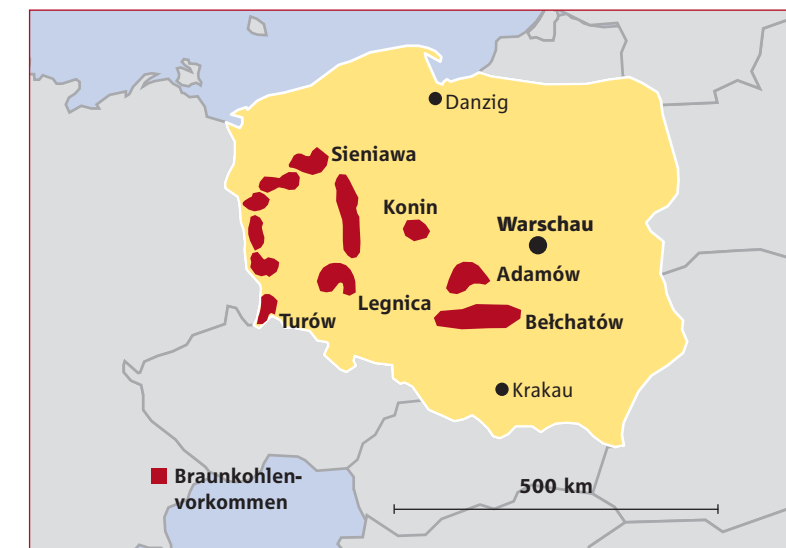 Danzig
Sieniawa
Konin
Warschau
Adamów
Legnica
Turów
Bełchatów
Krakau
Braunkohlen-
vorkommen
500 km